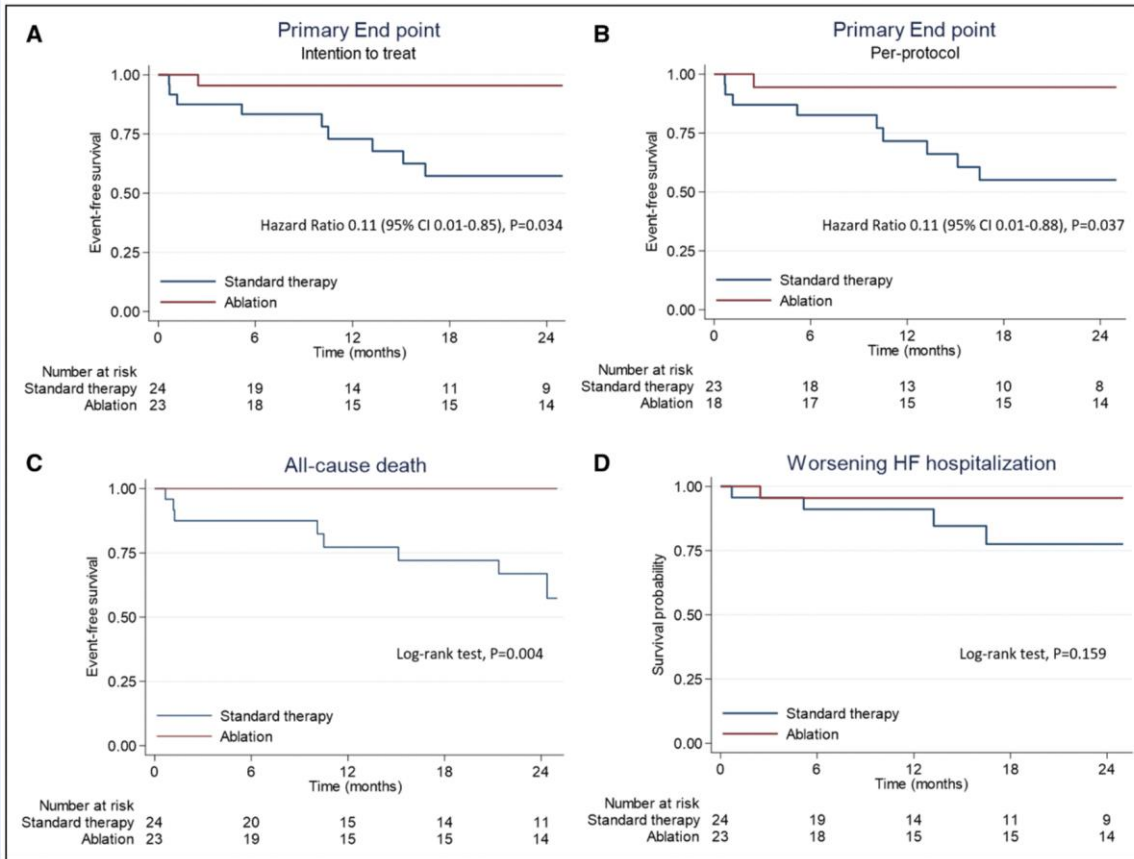 A
Primary End point
Intention to treat
Event-free survival
1.00
0.75
0.50
0.25
0.00
Hazard Ratio 0.11 (95% CI 0.01-0.85), P=0.034
Standard therapy
Ablation
0 6 12 18 24
Time (months)
Number at risk
Standard therapy 24 19 14 11 9
Ablation 23 18 15 15 14
B
Primary End point
Per-protocol
Event-free survival
1.00
0.75
0.50
0.25
0.00
Hazard Ratio 0.11 (95% CI 0.01-0.88), P=0.037
Standard therapy
Ablation
0 6 12 18 24
Time (months)
Number at risk
Standard therapy 23 18 13 10 8
Ablation 18 17 15 15 14
C
All-cause death
Event-free survival
1.00
0.75
0.50
0.25
0.00
Log-rank test, P=0.004
Standard therapy
Ablation
0 6 12 18 24
Time (months)
Number at risk
Standard therapy 24 20 15 14 11
Ablation 23 19 15 15 14
D
Worsening HF hospitalization
Survival probability
1.00
0.75
0.50
0.25
0.00
Log-rank test, P=0.159
Standard therapy
Ablation
0 6 12 18 24
Time (months)
Number at risk
Standard therapy 24 19 14 11 9
Ablation 23 18 15 15 14